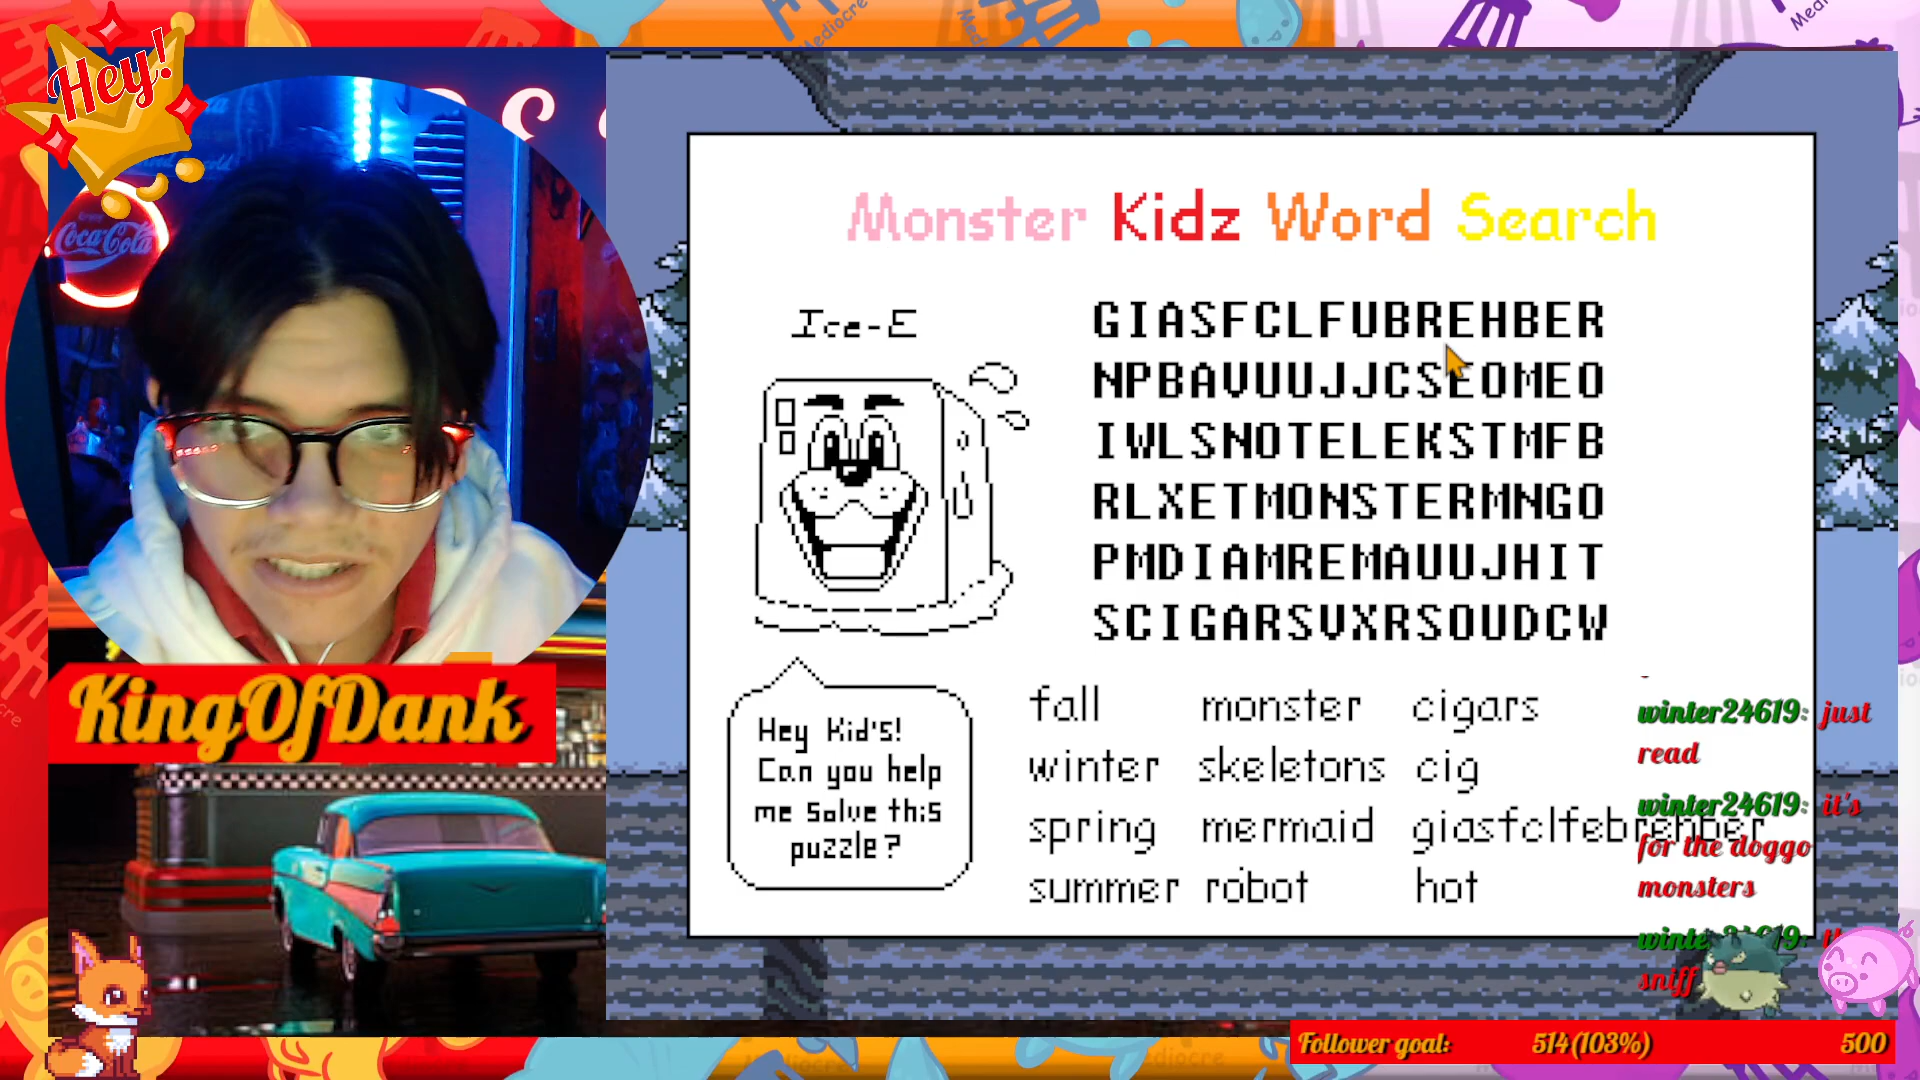 Hey!
Enjoy
Coca-Cola
KingOfDank
Monster Kidz Word Search
Ice-E
GIASFCLFUBREHBER
NPBAVUUJJCSEOMEO
IWLSNOTELEKSTMFB
RLXETMONSTERMNGO
PMDIAMREMAUUJHIT
SCIGARSVXRSOUDCW
Hey Kid's!
Can you help
me Solve this
puzzle?
fall monster cigars
winter skeletons cig
spring mermaid giasfclfebrehber
summer robot hot
winter24619: just
read
winter24619: it's
for the doggo
monsters
sniff
Follower goal: 514(103%) 500
Mediocre